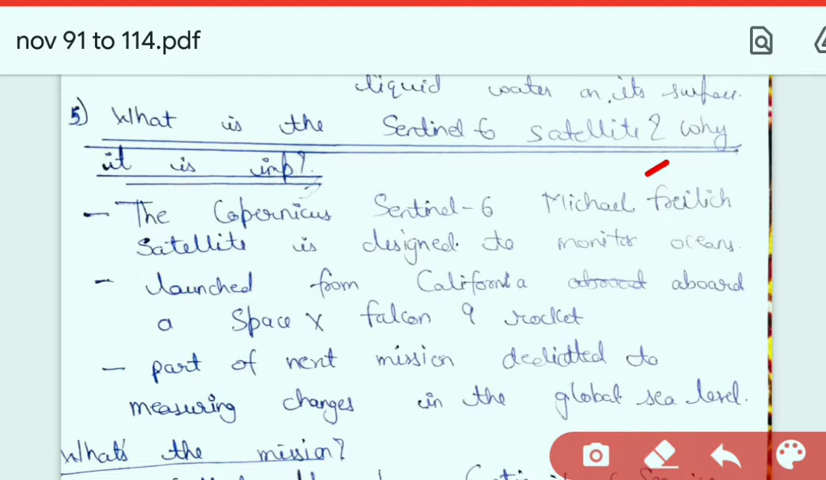 nov 91 to 114.pdf
liquid water on its surface.
5) What is the Sentinel 6 satellite? why
it is imp?
- The Copernicus Sentinel-6 Michael freilich
Satellite is designed to monitor oceans.
- launched from California aboard aboard
a Space X falcon 9 rocket
- part of next mission dedicated to
measuring changes in the global sea level.
What's the mission?